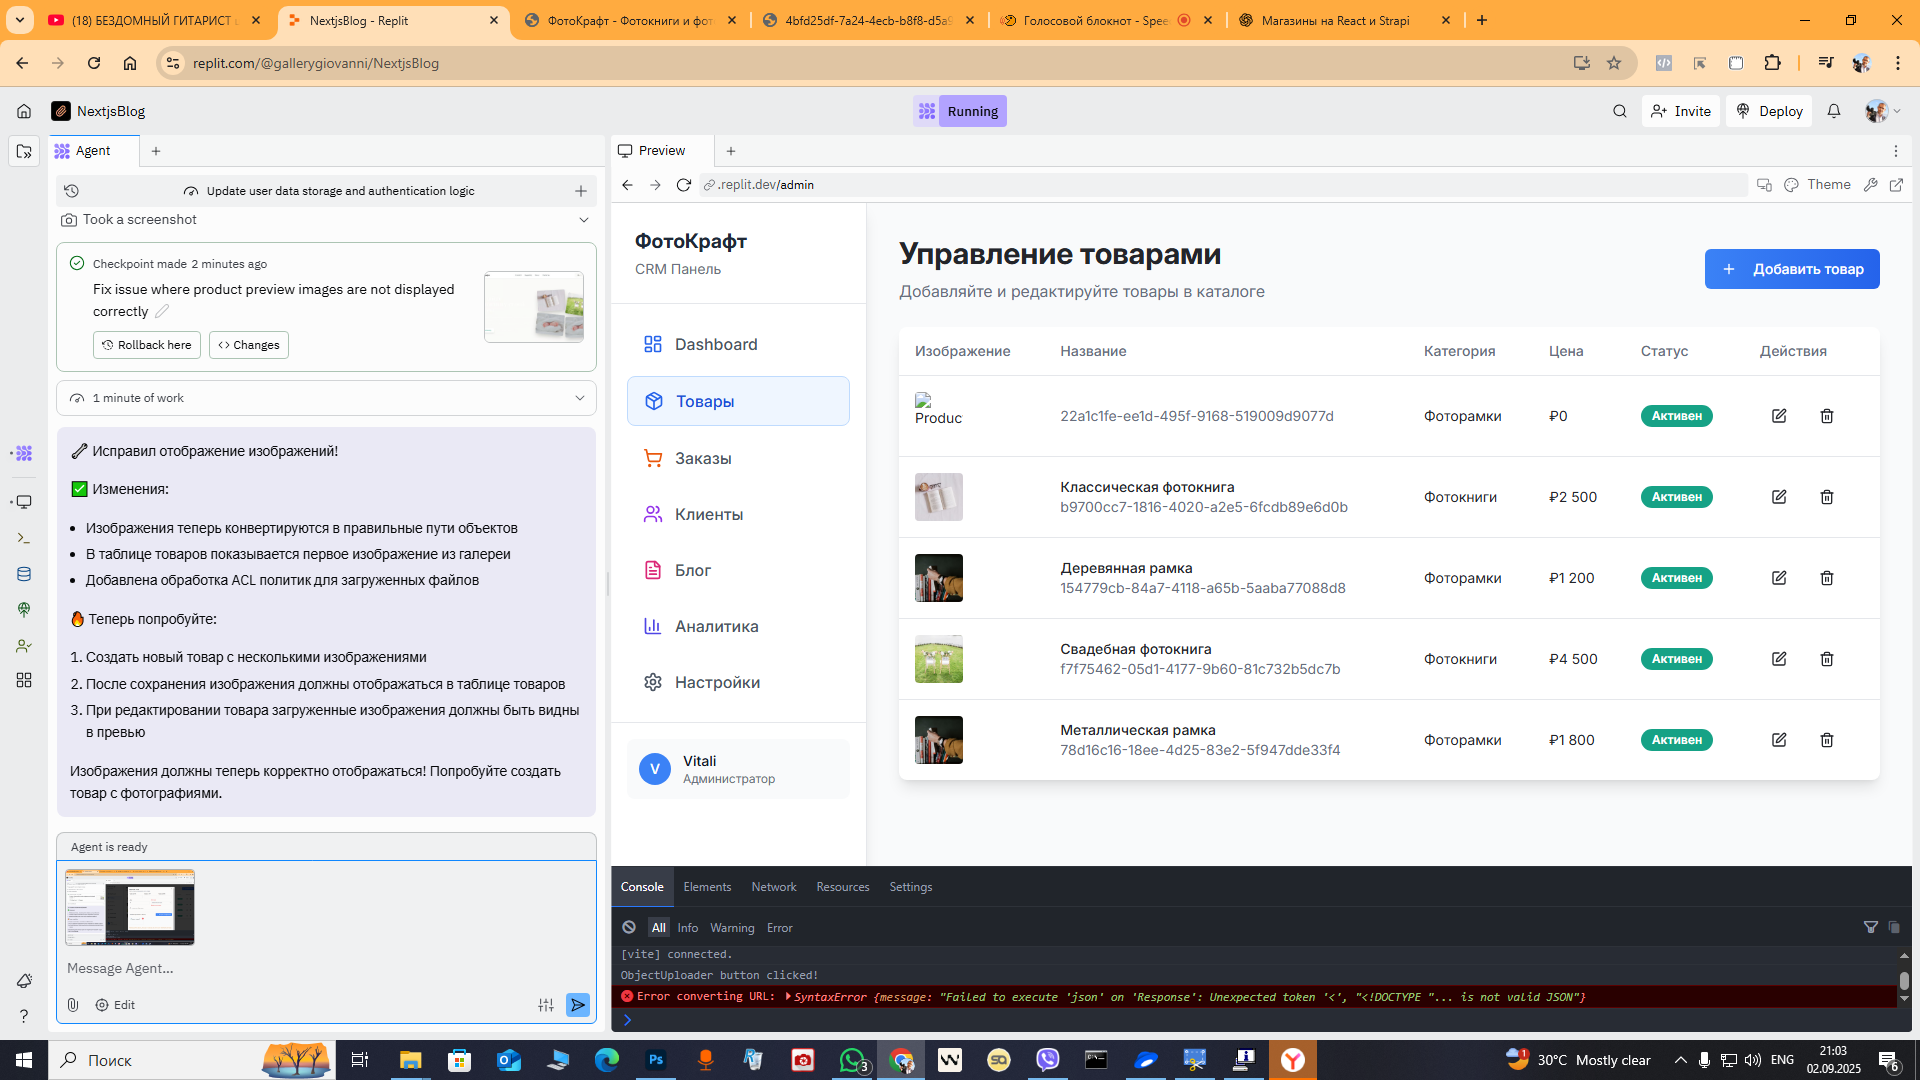 (18) БЕЗДОМНЫЙ ГИТАРИСТ
NextjsBlog - Replit
ФотоКрафт - Фотокниги и фот
4bfd25df-7a24-4ecb-b8f8-d5a9
Голосовой блокнот - Spee
Магазины на React и Strapi
replit.com/@gallerygiovanni/NextjsBlog
NextjsBlog
Running
Invite
Deploy
Agent
Update user data storage and authentication logic
Took a screenshot
Checkpoint made 2 minutes ago
Fix issue where product preview images are not displayed
correctly
Rollback here
Changes
1 minute of work
Исправил отображение изображений!
Изменения:
• Изображения теперь конвертируются в правильные пути объектов
• В таблице товаров показывается первое изображение из галереи
• Добавлена обработка ACL политик для загруженных файлов
Теперь попробуйте:
1. Создать новый товар с несколькими изображениями
2. После сохранения изображения должны отображаться в таблице товаров
3. При редактировании товара загруженные изображения должны быть видны
в превью
Изображения должны теперь корректно отображаться! Попробуйте создать
товар с фотографиями.
Agent is ready
Message Agent...
Edit
Preview
.replit.dev/admin
Theme
ФотоКрафт
CRM Панель
Dashboard
Товары
Заказы
Клиенты
Блог
Аналитика
Настройки
V
Vitali
Администратор
Управление товарами
Добавляйте и редактируйте товары в каталоге
+ Добавить товар
Изображение Название Категория Цена Статус Действия
Produc
22a1c1fe-ee1d-495f-9168-519009d9077d Фоторамки ₽0 Активен
Классическая фотокнига
b9700cc7-1816-4020-a2e5-6fcdb89e6d0b Фотокниги ₽2 500 Активен
Деревянная рамка
154779cb-84a7-4118-a65b-5aaba77088d8 Фоторамки ₽1 200 Активен
Свадебная фотокнига
f7f75462-05d1-4177-9b60-81c732b5dc7b Фотокниги ₽4 500 Активен
Металлическая рамка
78d16c16-18ee-4d25-83e2-5f947dde33f4 Фоторамки ₽1 800 Активен
Console Elements Network Resources Settings
All Info Warning Error
[vite] connected.
ObjectUploader button clicked!
Error converting URL: SyntaxError {message: "Failed to execute 'json' on 'Response': Unexpected token '<', "<!DOCTYPE "... is not valid JSON"}
Поиск
3
1
30°C Mostly clear
ENG
21:03
02.09.2025
6